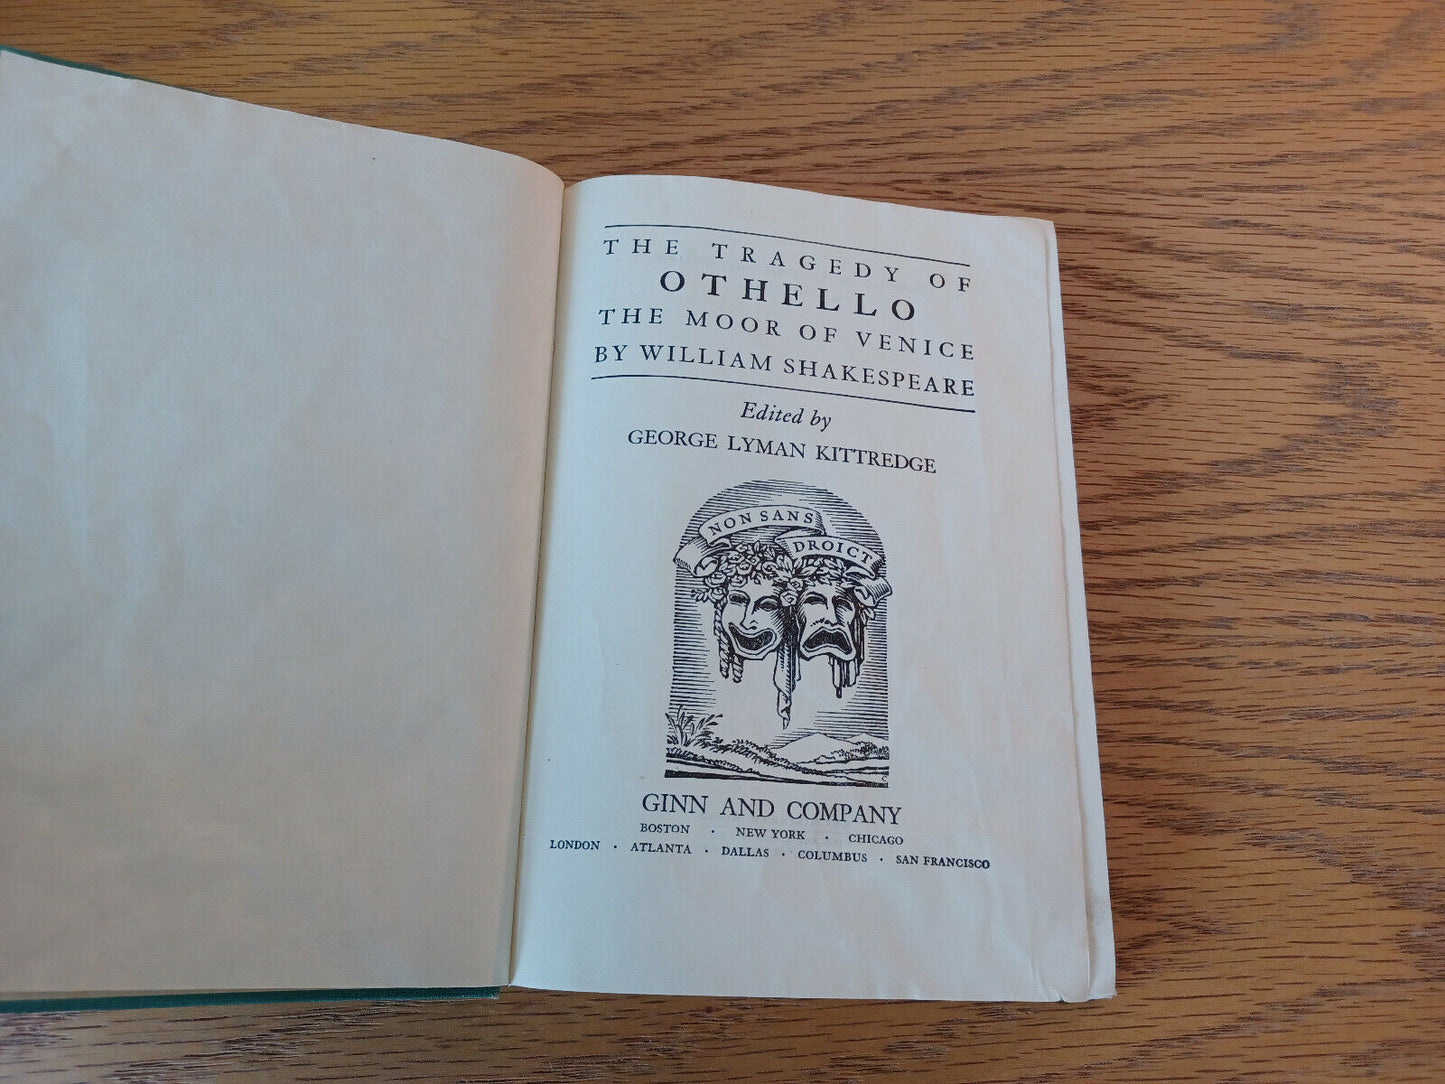 THE TRAGEDY OF
OTHELLO
THE MOOR OF VENICE
BY WILLIAM SHAKESPEARE
Edited by
GEORGE LYMAN KITTREDGE
NON SANS
DROICT
C
GINN AND COMPANY
BOSTON · NEW YORK · CHICAGO
LONDON · ATLANTA · DALLAS · COLUMBUS · SAN FRANCISCO